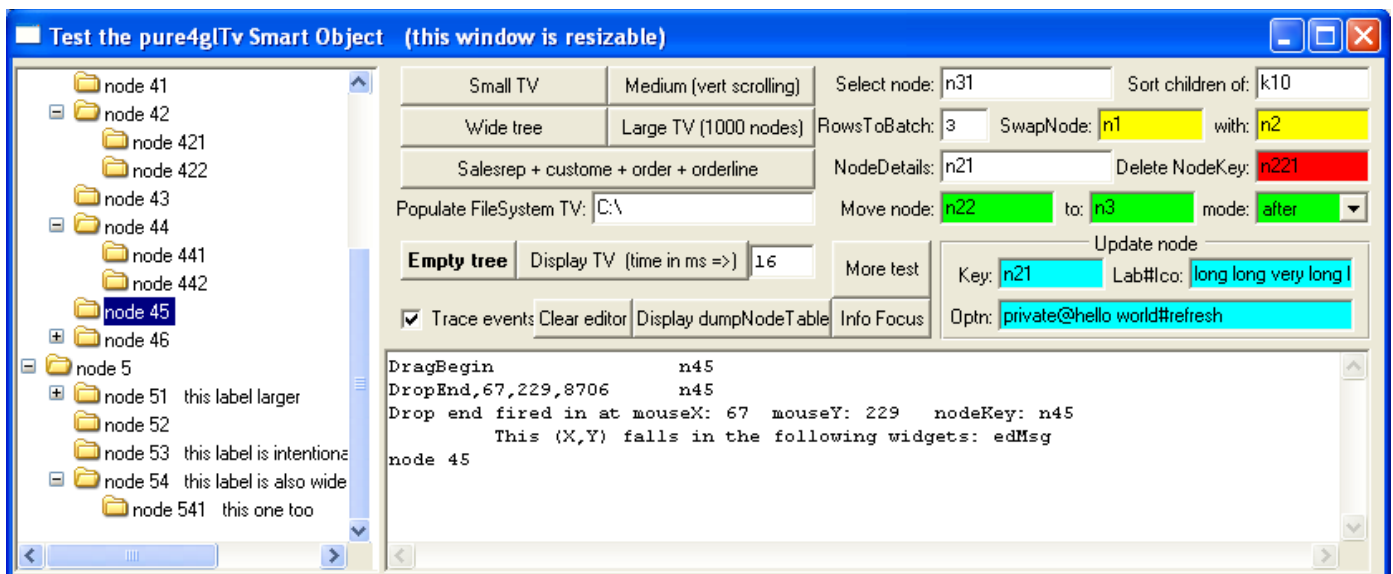 Test the pure4glTv Smart Object (this window is resizable)
node 41
node 42
node 421
node 422
node 43
node 44
node 441
node 442
node 45
node 46
node 5
node 51 this label larger
node 52
node 53 this label is intentiona
node 54 this label is also wide
node 541 this one too
Small TV Medium (vert scrolling) Select node: n31 Sort children of: k10
Wide tree Large TV (1000 nodes) RowsToBatch: 3 SwapNode: n1 with: n2
Salesrep + custome + order + orderline NodeDetails: n21 Delete NodeKey: n221
Populate FileSystem TV: C:\ Move node: n22 to: n3 mode: after
Empty tree Display TV (time in ms =>) 16 More test
Update node
Key: n21 Lab#Ico: long long very long l
Trace events Clear editor Display dumpNodeTable Info Focus Optn: private@hello world#refresh
DragBegin n45
DropEnd,67,229,8706 n45
Drop end fired in at mouseX: 67 mouseY: 229 nodeKey: n45
This (X,Y) falls in the following widgets: edMsg
node 45